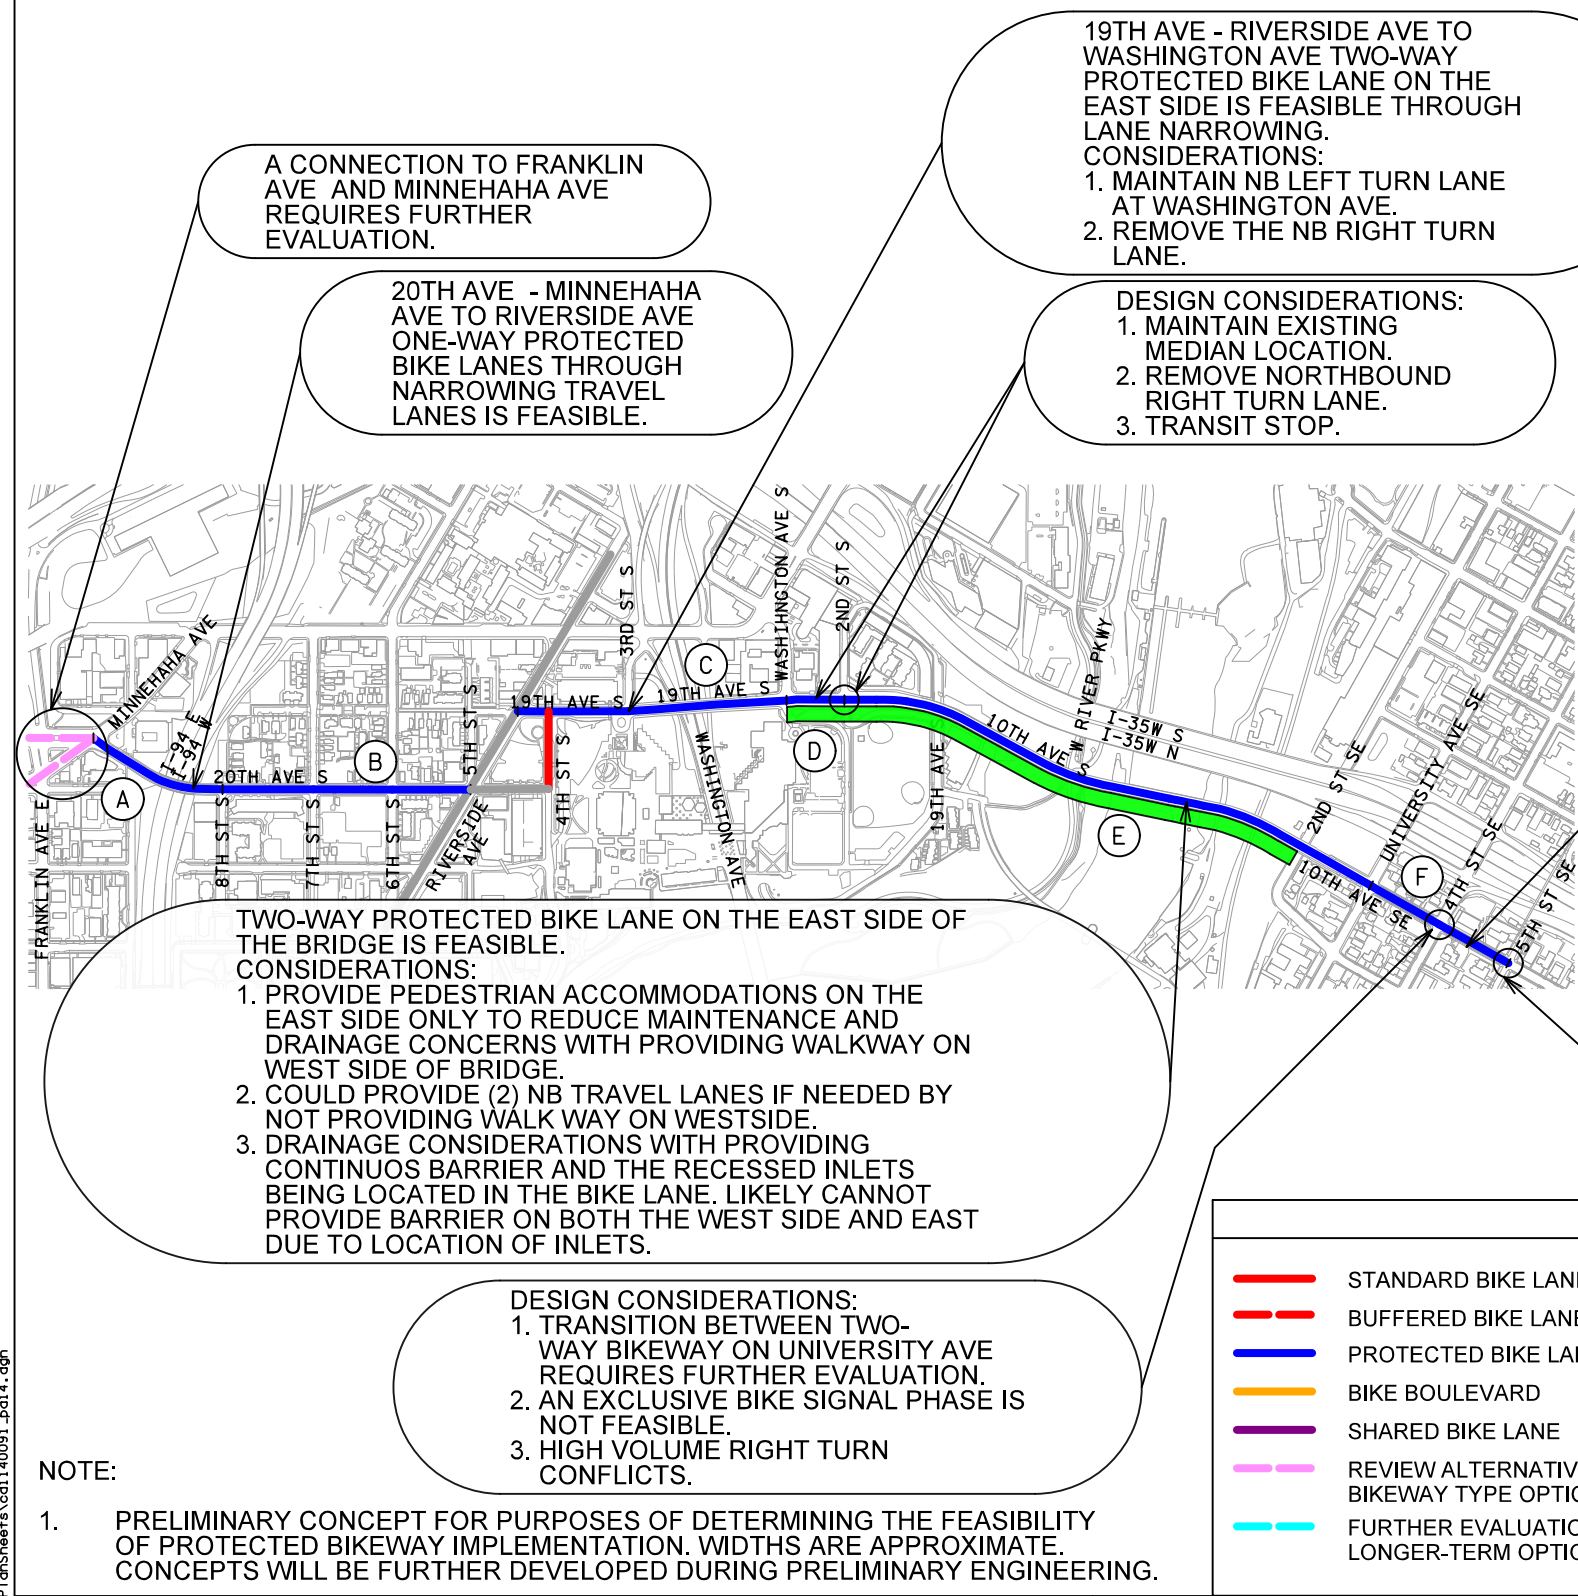 19TH AVE - RIVERSIDE AVE TO
WASHINGTON AVE TWO-WAY
PROTECTED BIKE LANE ON THE
EAST SIDE IS FEASIBLE THROUGH
LANE NARROWING.
CONSIDERATIONS:
1. MAINTAIN NB LEFT TURN LANE
AT WASHINGTON AVE.
2. REMOVE THE NB RIGHT TURN
LANE.
A CONNECTION TO FRANKLIN
AVE AND MINNEHAHA AVE
REQUIRES FURTHER
EVALUATION.
20TH AVE - MINNEHAHA
AVE TO RIVERSIDE AVE
ONE-WAY PROTECTED
BIKE LANES THROUGH
NARROWING TRAVEL
LANES IS FEASIBLE.
DESIGN CONSIDERATIONS:
1. MAINTAIN EXISTING
MEDIAN LOCATION.
2. REMOVE NORTHBOUND
RIGHT TURN LANE.
3. TRANSIT STOP.
MINNEHAHA AVE
I-94 E
I-94 W
FRANKLIN AVE E
A
20TH AVE S
B
8TH ST S
7TH ST S
6TH ST S
5TH ST S
RIVERSIDE
AVE
4TH ST S
19TH AVE S
3RD ST S
19TH AVE S
C
WASHINGTON AVE
WASHIHNGTON AVE S
2ND ST S
D
19TH AVE
10TH AVE S
W RIVER PKWY
I-35W S
I-35W N
E
2ND ST SE
UNIVERSITY AVE SE
10TH AVE SE
F
4TH ST SE
5TH ST SE
TWO-WAY PROTECTED BIKE LANE ON THE EAST SIDE OF
THE BRIDGE IS FEASIBLE.
CONSIDERATIONS:
1. PROVIDE PEDESTRIAN ACCOMMODATIONS ON THE
EAST SIDE ONLY TO REDUCE MAINTENANCE AND
DRAINAGE CONCERNS WITH PROVIDING WALKWAY ON
WEST SIDE OF BRIDGE.
2. COULD PROVIDE (2) NB TRAVEL LANES IF NEEDED BY
NOT PROVIDING WALK WAY ON WESTSIDE.
3. DRAINAGE CONSIDERATIONS WITH PROVIDING
CONTINUOS BARRIER AND THE RECESSED INLETS
BEING LOCATED IN THE BIKE LANE. LIKELY CANNOT
PROVIDE BARRIER ON BOTH THE WEST SIDE AND EAST
DUE TO LOCATION OF INLETS.
DESIGN CONSIDERATIONS:
1. TRANSITION BETWEEN TWO-
WAY BIKEWAY ON UNIVERSITY AVE
REQUIRES FURTHER EVALUATION.
2. AN EXCLUSIVE BIKE SIGNAL PHASE IS
NOT FEASIBLE.
3. HIGH VOLUME RIGHT TURN
CONFLICTS.
STANDARD BIKE LANE
BUFFERED BIKE LANE
PROTECTED BIKE LAN
BIKE BOULEVARD
SHARED BIKE LANE
REVIEW ALTERNATIV
BIKEWAY TYPE OPTIO
FURTHER EVALUATIO
LONGER-TERM OPTIO
NOTE:
1. PRELIMINARY CONCEPT FOR PURPOSES OF DETERMINING THE FEASIBILITY
OF PROTECTED BIKEWAY IMPLEMENTATION. WIDTHS ARE APPROXIMATE.
CONCEPTS WILL BE FURTHER DEVELOPED DURING PRELIMINARY ENGINEERING.